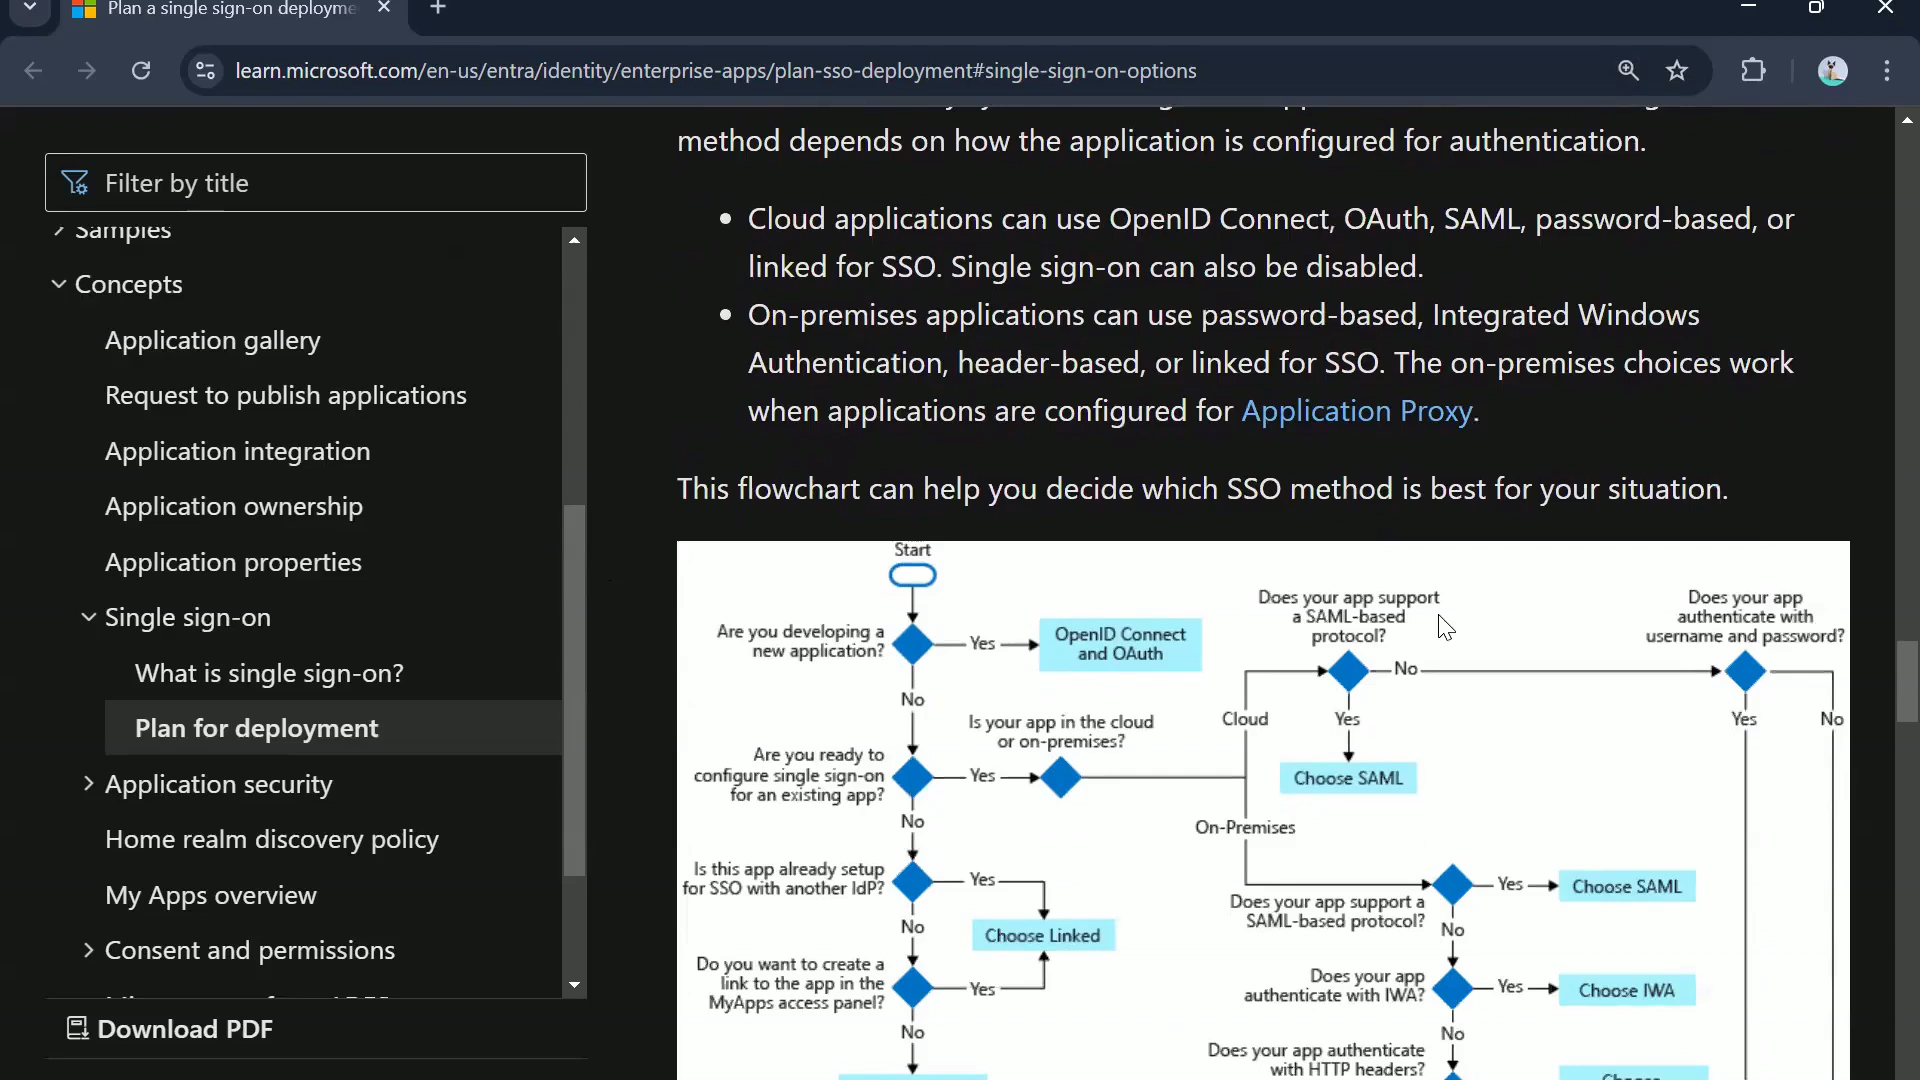 Plan a single sign-on deployme
learn.microsoft.com/en-us/entra/identity/enterprise-apps/plan-sso-deployment#single-sign-on-options
Filter by title
Samples
Concepts
Application gallery
Request to publish applications
Application integration
Application ownership
Application properties
Single sign-on
What is single sign-on?
Plan for deployment
Application security
Home realm discovery policy
My Apps overview
Consent and permissions
Download PDF
method depends on how the application is configured for authentication.
• Cloud applications can use OpenID Connect, OAuth, SAML, password-based, or
linked for SSO. Single sign-on can also be disabled.
• On-premises applications can use password-based, Integrated Windows
Authentication, header-based, or linked for SSO. The on-premises choices work
when applications are configured for Application Proxy.
This flowchart can help you decide which SSO method is best for your situation.
Start
Are you developing a
new application?
Yes
OpenID Connect
and OAuth
No
Are you ready to
configure single sign-on
for an existing app?
Yes
Is your app in the cloud
or on-premises?
No
Is this app already setup
for SSO with another IdP?
Yes
Choose Linked
No
Do you want to create a
link to the app in the
MyApps access panel?
Yes
No
Cloud
Does your app support
a SAML-based
protocol?
No
Yes
Choose SAML
Does your app
authenticate with
username and password?
Yes
No
On-Premises
Does your app support a
SAML-based protocol?
Yes
Choose SAML
No
Does your app
authenticate with IWA?
Yes
Choose IWA
No
Does your app authenticate
with HTTP headers?
Choose